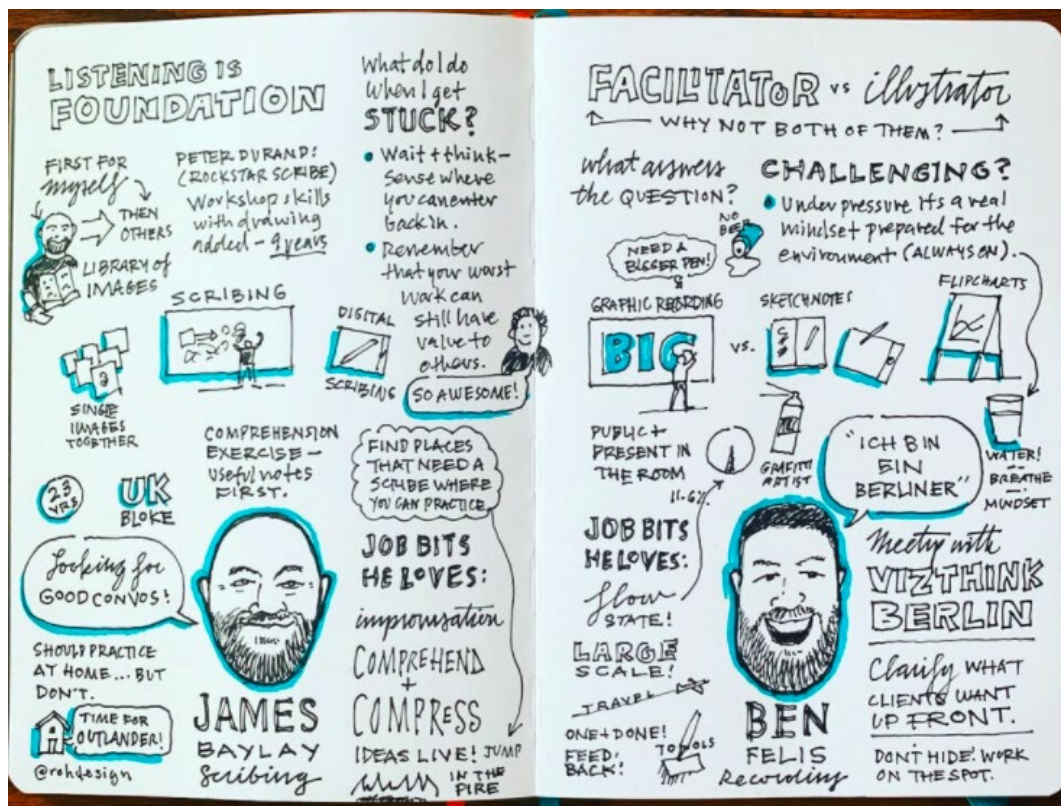 LISTENING IS
FOUNDATION
FIRST FOR
myself
THEN
OTHERS
LIBRARY of
IMAGES
PETER DURAND:
(ROCKSTAR SCRIBE)
Workshop skills
with drawing
added – 9 years
SCRIBING
SINGLE
IMAGES
TOGETHER
DIGITAL
SCRIBING
What do I do
When I get
STUCK?
Wait + think –
sense where
you can enter
back in.
Remember
that your worst
work can
still have
value to
others.
SO AWESOME!
COMPREHENSION
EXERCISE –
useful notes
FIRST.
FIND PLACES
THAT NEED A
SCRIBE WHERE
YOU CAN PRACTICE
23
YRS
UK
BLOKE
Looking for
GOOD CONVOS!
SHOULD PRACTICE
AT HOME... BUT
DON'T.
TIME FOR
OUTLANDER!
@rohdesign
JAMES
BAYLAY
Scribing
JOB BITS
HE LOVES:
improvisation
COMPREHEND
+
COMPRESS
IDEAS LIVE!
JUMP
IN THE
FIRE
FACILITATOR vs illustrator
WHY NOT BOTH OF THEM?
what answers
the QUESTION?
NEED A
BIGGER PEN!
NO
BEER
CHALLENGING?
Under pressure its a real
mindset prepared for the
environment (ALWAYS ON).
GRAPHIC RECORDING
BIG
vs.
SKETCHNOTES
FLIPCHARTS
PUBLIC +
PRESENT IN
THE ROOM
GRAFITTI
ARTIST
"ICH BIN
EIN
BERLINER"
WATER!
BREATHE
MINDSET
JOB BITS
HE LOVES:
flow
STATE!
LARGE
SCALE!
TRAVEL
ONE + DONE!
FEED-
BACK!
TOOLS
BEN
FELIS
Recording
Meetup with
VIZTHINK
BERLIN
Clarify WHAT
CLIENTS WANT
UP FRONT.
DON'T HIDE! WORK
ON THE SPOT.